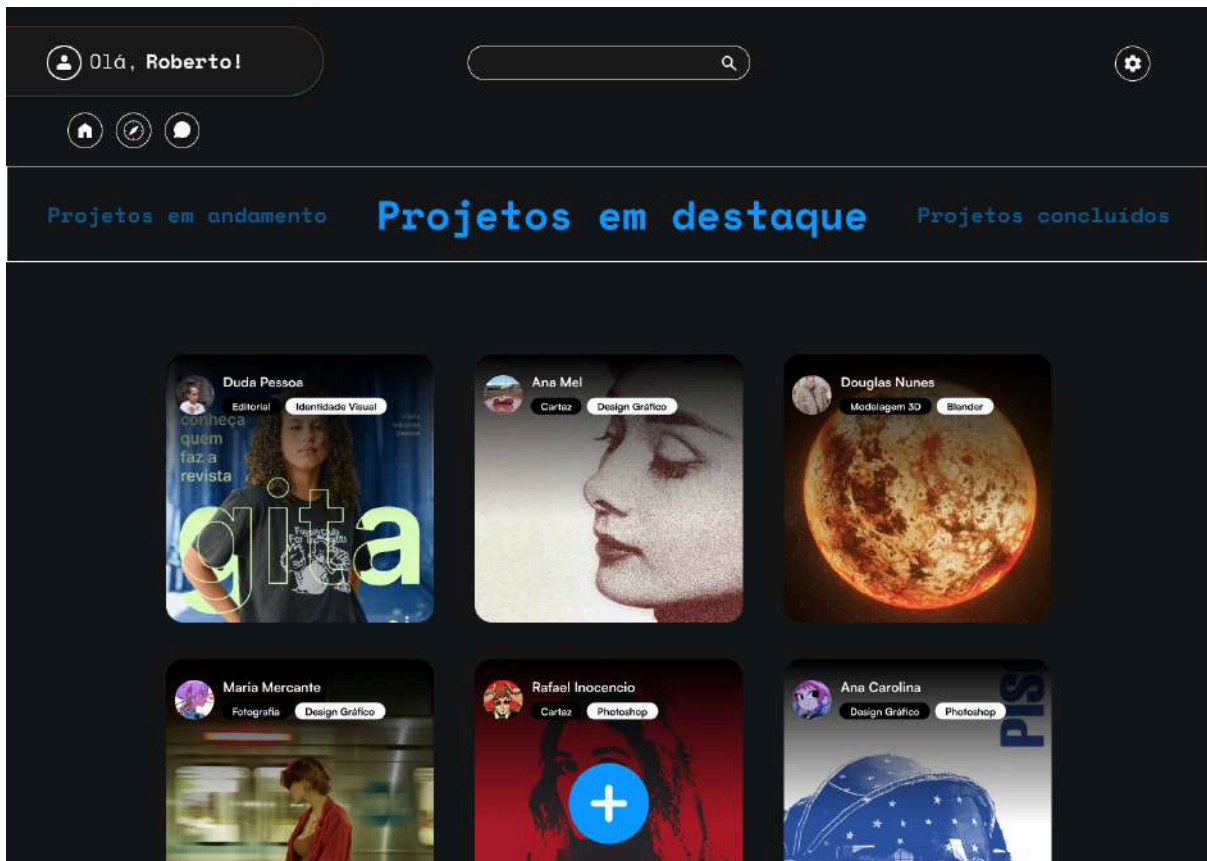 Olá, Roberto!
Projetos em andamento
Projetos em destaque
Projetos concluídos
Duda Pessoa
Editorial Identidade Visual
conheça
quem
faz a
revista
gita
Ana Mel
Cartaz Design Gráfico
Douglas Nunes
Modelagem 3D Blender
Maria Mercante
Fotografia Design Gráfico
Rafael Inocencio
Cartaz Photoshop
Ana Carolina
Design Gráfico Photoshop
PIS